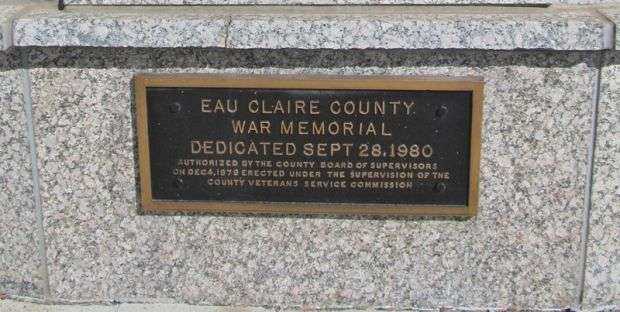 EAU CLAIRE COUNTY
WAR MEMORIAL
DEDICATED SEPT 28,1980
AUTHORIZED BY THE COUNTY BOARD OF SUPERVISORS
ON DEC 4,1979 ERECTED UNDER THE SUPERVISION OF THE
COUNTY VETERANS SERVICE COMMISSION